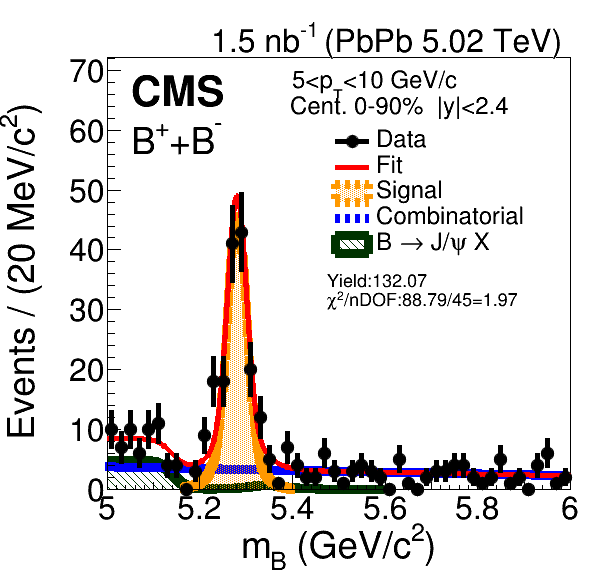 1.5 nb⁻¹ (PbPb 5.02 TeV)
CMS
B⁺+B⁻
5<p_T<10 GeV/c
Cent. 0-90% |y|<2.4
Data
Fit
Signal
Combinatorial
B → J/ψ X
Yield:132.07
χ²/nDOF:88.79/45=1.97
Events / (20 MeV/c²)
70
60
50
40
30
20
10
0
5
5.2
5.4
5.6
5.8
6
m_B (GeV/c²)